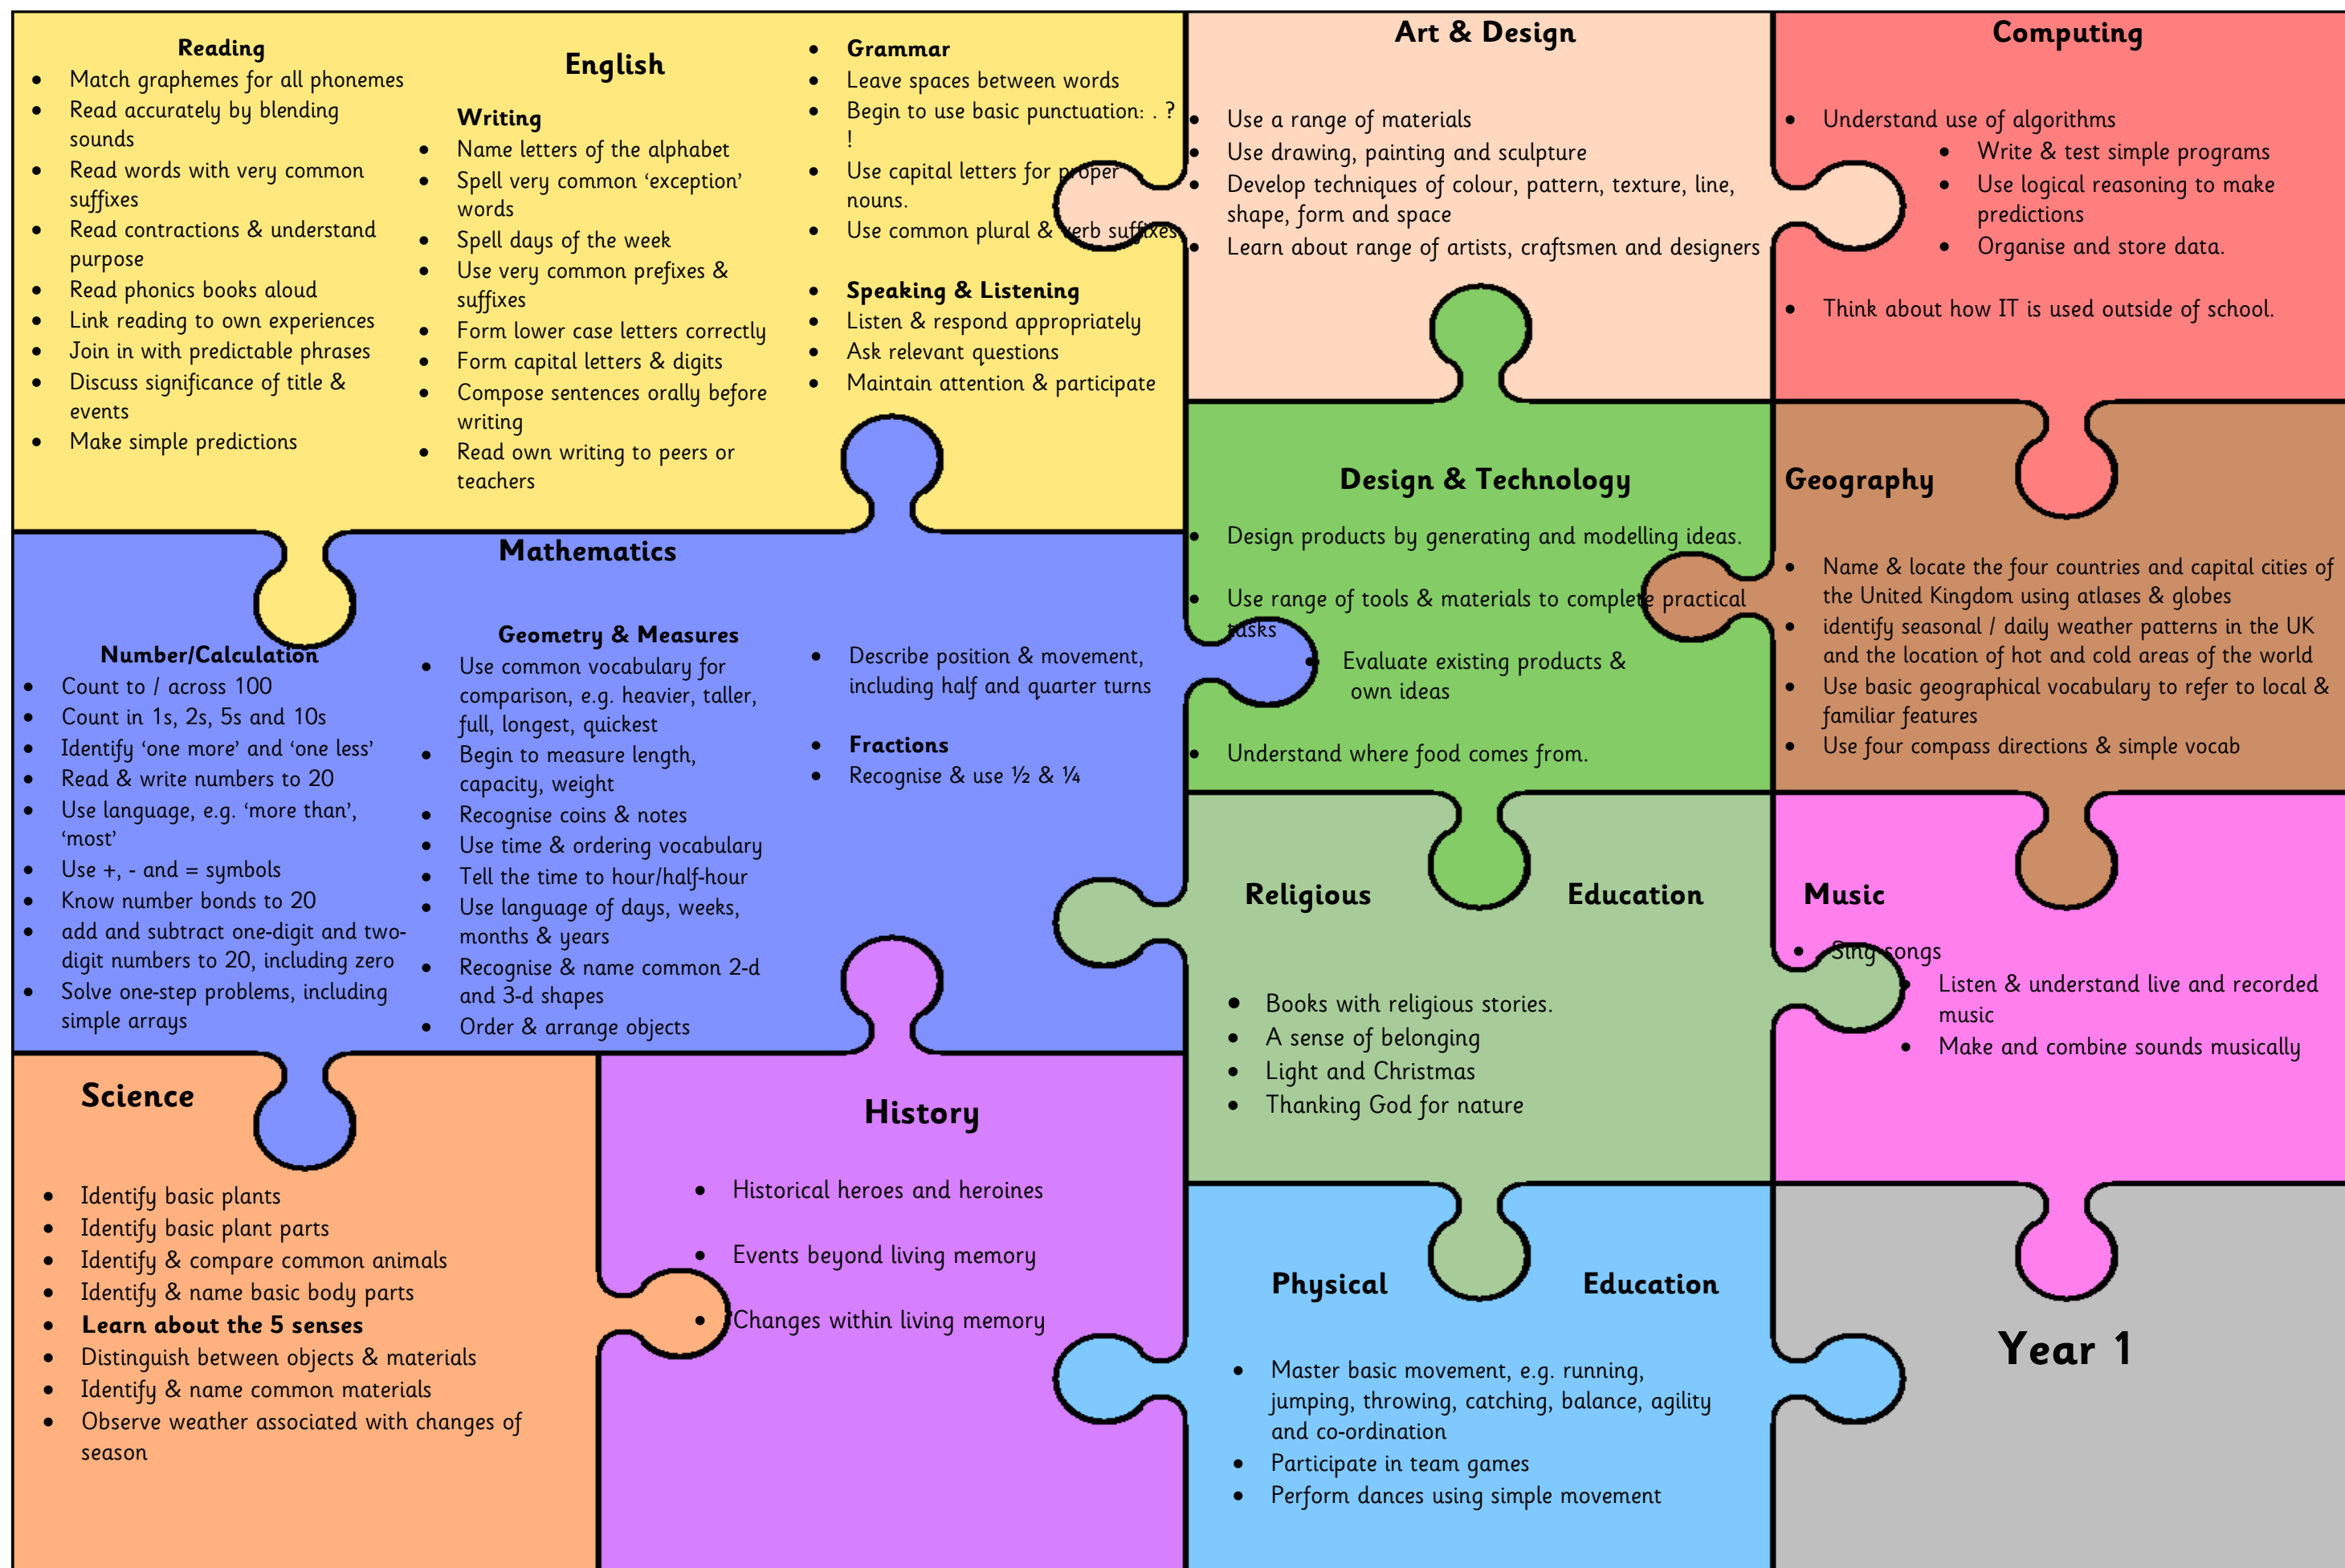 Reading
• Match graphemes for all phonemes
• Read accurately by blending
sounds
• Read words with very common
suffixes
• Read contractions & understand
purpose
• Read phonics books aloud
• Link reading to own experiences
• Join in with predictable phrases
• Discuss significance of title &
events
• Make simple predictions
English
Writing
• Name letters of the alphabet
• Spell very common ‘exception’
words
• Spell days of the week
• Use very common prefixes &
suffixes
• Form lower case letters correctly
• Form capital letters & digits
• Compose sentences orally before
writing
• Read own writing to peers or
teachers
• Grammar
• Leave spaces between words
• Begin to use basic punctuation: . ?
!
• Use capital letters for proper
nouns.
• Use common plural & verb suffixes
• Speaking & Listening
• Listen & respond appropriately
• Ask relevant questions
• Maintain attention & participate
Art & Design
• Use a range of materials
• Use drawing, painting and sculpture
• Develop techniques of colour, pattern, texture, line,
shape, form and space
• Learn about range of artists, craftsmen and designers
Computing
• Understand use of algorithms
• Write & test simple programs
• Use logical reasoning to make
predictions
• Organise and store data.
• Think about how IT is used outside of school.
Mathematics
Number/Calculation
• Count to / across 100
• Count in 1s, 2s, 5s and 10s
• Identify ‘one more’ and ‘one less’
• Read & write numbers to 20
• Use language, e.g. ‘more than’,
‘most’
• Use +, - and = symbols
• Know number bonds to 20
• add and subtract one-digit and two-
digit numbers to 20, including zero
• Solve one-step problems, including
simple arrays
Geometry & Measures
• Use common vocabulary for
comparison, e.g. heavier, taller,
full, longest, quickest
• Begin to measure length,
capacity, weight
• Recognise coins & notes
• Use time & ordering vocabulary
• Tell the time to hour/half-hour
• Use language of days, weeks,
months & years
• Recognise & name common 2-d
and 3-d shapes
• Order & arrange objects
• Describe position & movement,
including half and quarter turns
• Fractions
• Recognise & use ½ & ¼
Design & Technology
• Design products by generating and modelling ideas.
• Use range of tools & materials to complete practical
tasks
• Evaluate existing products &
own ideas
• Understand where food comes from.
Geography
• Name & locate the four countries and capital cities of
the United Kingdom using atlases & globes
• identify seasonal / daily weather patterns in the UK
and the location of hot and cold areas of the world
• Use basic geographical vocabulary to refer to local &
familiar features
• Use four compass directions & simple vocab
Religious Education
• Books with religious stories.
• A sense of belonging
• Light and Christmas
• Thanking God for nature
Music
• Sing songs
• Listen & understand live and recorded
music
• Make and combine sounds musically
Science
• Identify basic plants
• Identify basic plant parts
• Identify & compare common animals
• Identify & name basic body parts
• Learn about the 5 senses
• Distinguish between objects & materials
• Identify & name common materials
• Observe weather associated with changes of
season
History
• Historical heroes and heroines
• Events beyond living memory
• Changes within living memory
Physical Education
• Master basic movement, e.g. running,
jumping, throwing, catching, balance, agility
and co-ordination
• Participate in team games
• Perform dances using simple movement
Year 1